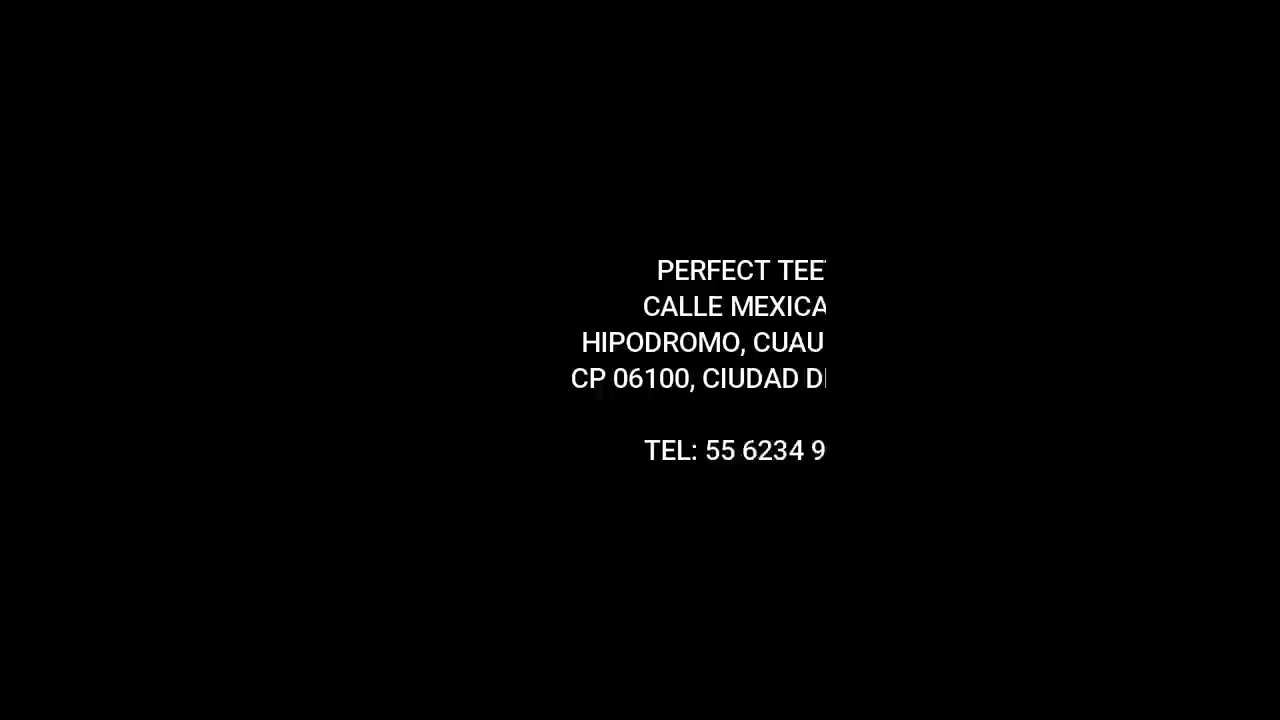 PERFECT TEE
CALLE MEXICA
HIPODROMO, CUAU
CP 06100, CIUDAD D
TEL: 55 6234 9